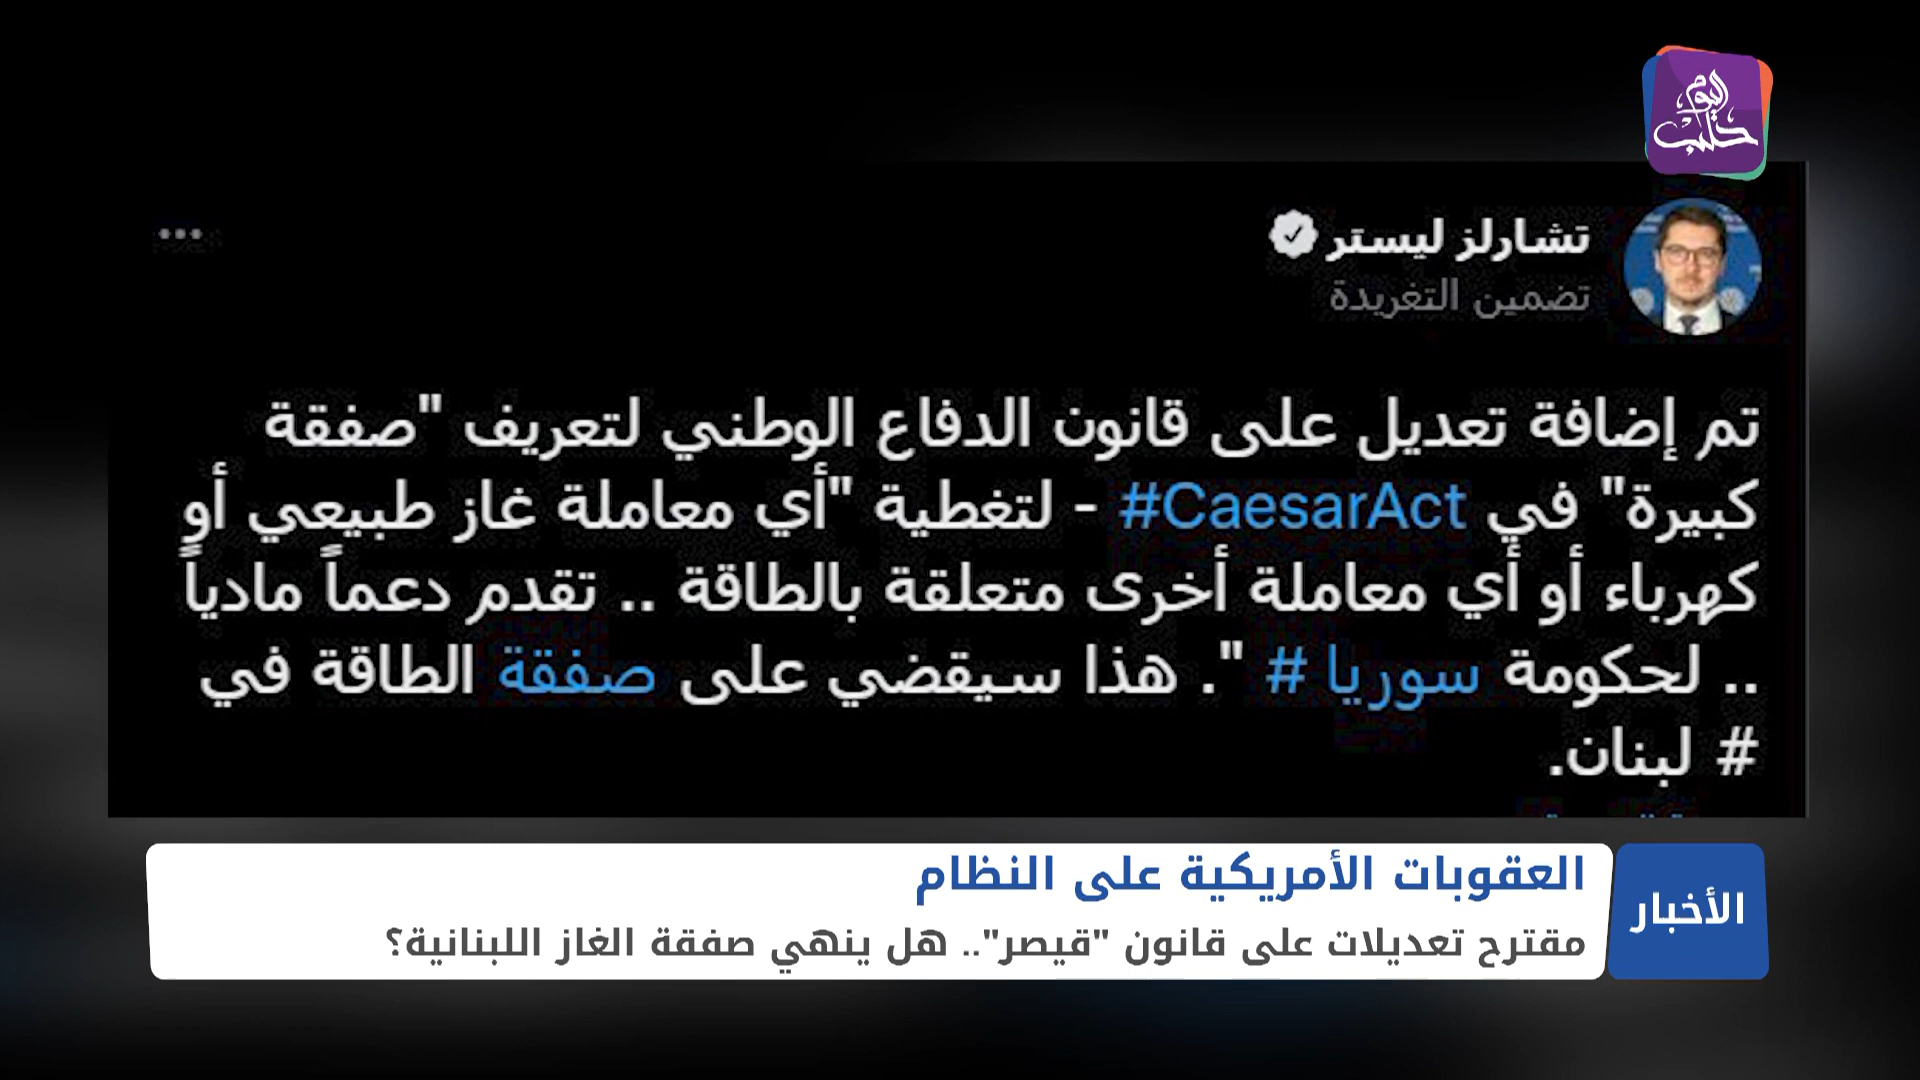 حلب اليوم
تشارلز ليستر
تضمين التغريدة
تم إضافة تعديل على قانون الدفاع الوطني لتعريف "صفقة
كبيرة" في CaesarAct# - لتغطية "أي معاملة غاز طبيعي أو
كهرباء أو أي معاملة أخرى متعلقة بالطاقة .. تقدم دعماً مادياً
.. لحكومة سوريا # ". هذا سيقضي على صفقة الطاقة في
# لبنان.
الأخبار
العقوبات الأمريكية على النظام
مقترح تعديلات على قانون "قيصر".. هل ينهي صفقة الغاز اللبنانية؟